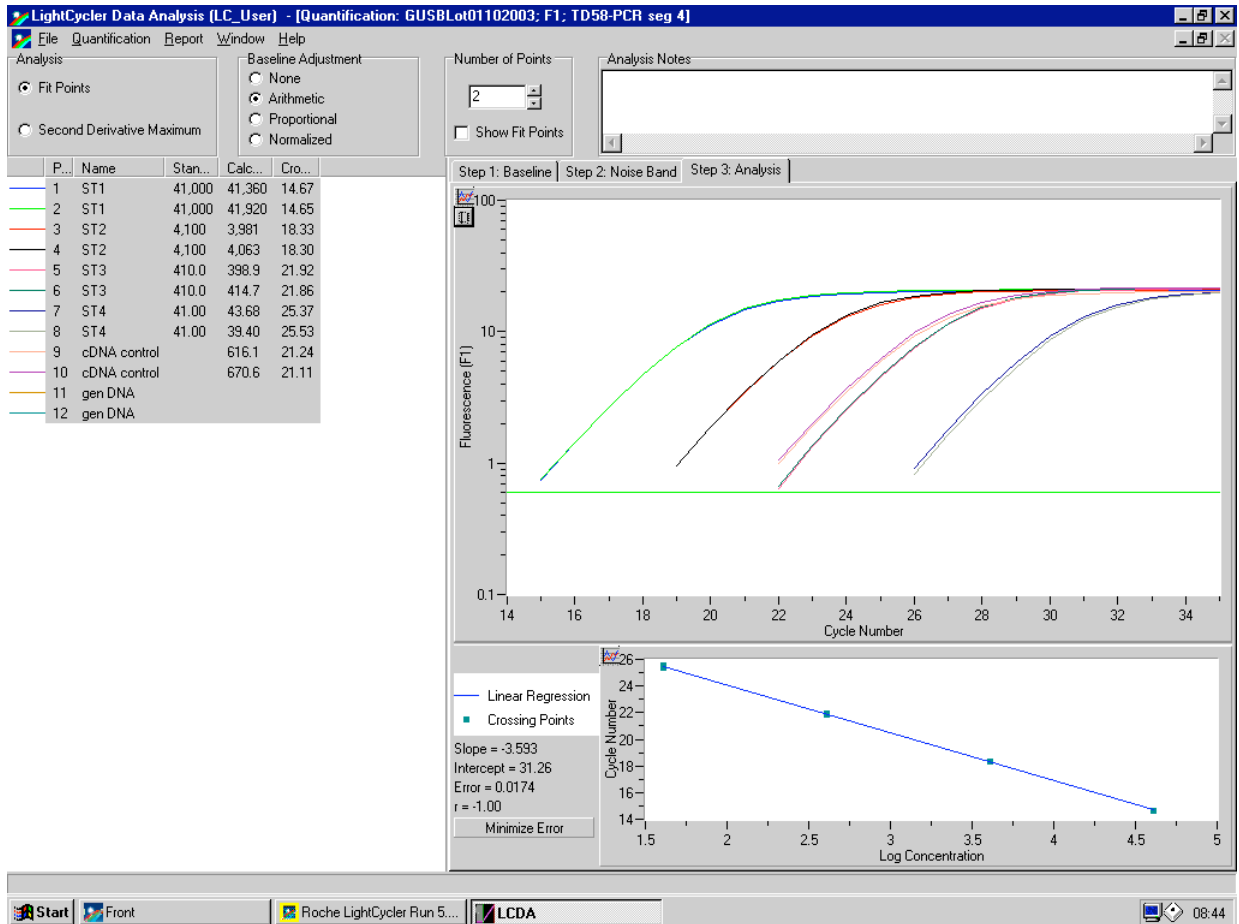 LightCycler Data Analysis (LC_User) - [Quantification: GUSBLot01102003; F1; TD58-PCR seg 4]
File Quantification Report Window Help
Analysis
Fit Points
Second Derivative Maximum
Baseline Adjustment
None
Arithmetic
Proportional
Normalized
Number of Points
2
Show Fit Points
Analysis Notes
P... Name Stan... Calc... Cro...
1 ST1 41,000 41,360 14.67
2 ST1 41,000 41,920 14.65
3 ST2 4,100 3,981 18.33
4 ST2 4,100 4,063 18.30
5 ST3 410.0 398.9 21.92
6 ST3 410.0 414.7 21.86
7 ST4 41.00 43.68 25.37
8 ST4 41.00 39.40 25.53
9 cDNA control 616.1 21.24
10 cDNA control 670.6 21.11
11 gen DNA
12 gen DNA
Step 1: Baseline Step 2: Noise Band Step 3: Analysis
100
10
1
0.1
Fluorescence (F1)
14 16 18 20 22 24 26 28 30 32 34
Cycle Number
Linear Regression
Crossing Points
Slope = -3.593
Intercept = 31.26
Error = 0.0174
r = -1.00
Minimize Error
26
24
22
20
18
16
14
Cycle Number
1.5 2 2.5 3 3.5 4 4.5 5
Log Concentration
Start Front Roche LightCycler Run 5.... LCDA 08:44